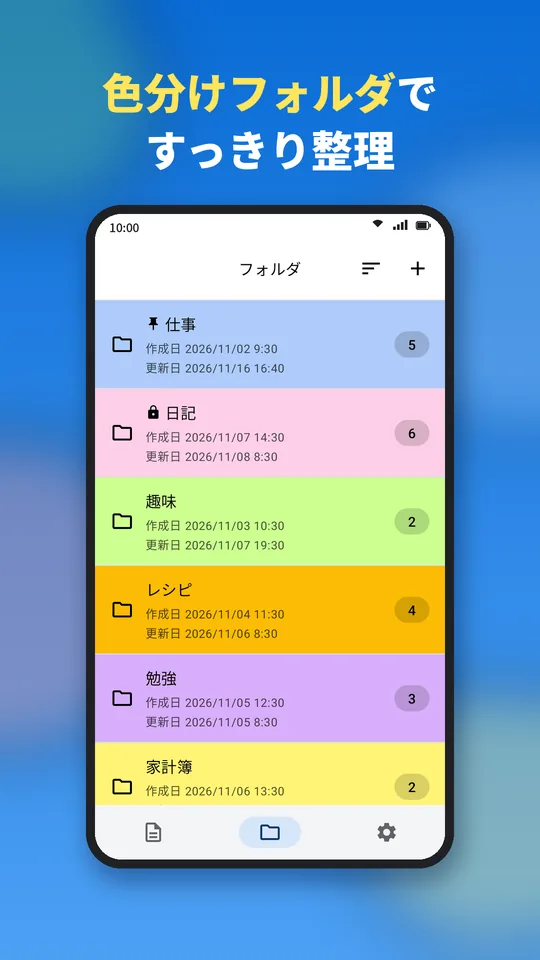 色分けフォルダで
すっきり整理
10:00
フォルダ
仕事
作成日 2026/11/02 9:30
更新日 2026/11/16 16:40
5
日記
作成日 2026/11/07 14:30
更新日 2026/11/08 8:30
6
趣味
作成日 2026/11/03 10:30
更新日 2026/11/07 19:30
2
レシピ
作成日 2026/11/04 11:30
更新日 2026/11/06 8:30
4
勉強
作成日 2026/11/05 12:30
更新日 2026/11/05 8:30
3
家計簿
作成日 2026/11/06 13:30
2